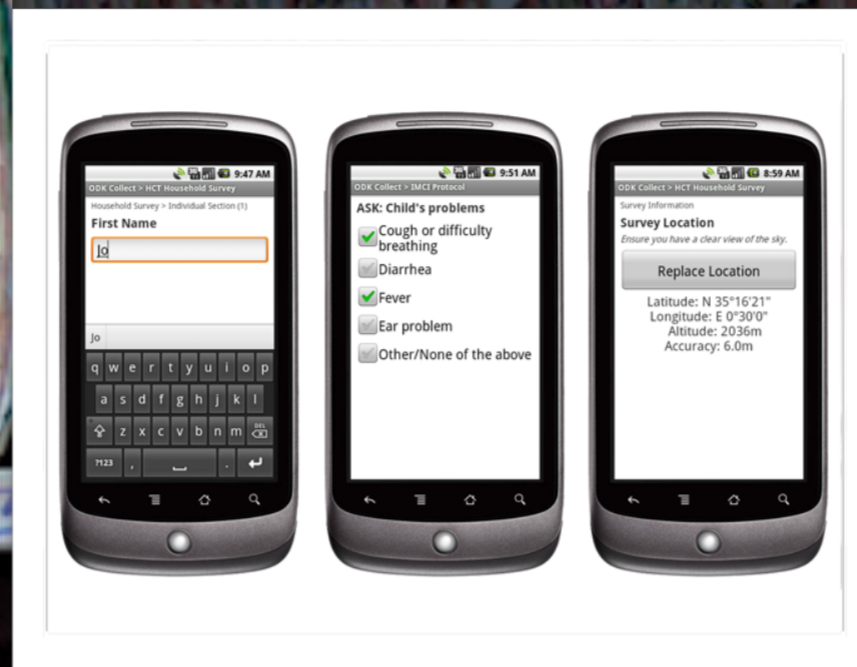 9:47 AM
ODK Collect > HCT Household Survey
Household Survey > Individual Section (1)
First Name
Jo
Jo
q w e r t y u i o p
a s d f g h j k l
z x c v b n m DEL
?123 , .
9:51 AM
ODK Collect > IMCI Protocol
ASK: Child's problems
Cough or difficulty
breathing
Diarrhea
Fever
Ear problem
Other/None of the above
8:59 AM
ODK Collect > HCT Household Survey
Survey Information
Survey Location
Ensure you have a clear view of the sky.
Replace Location
Latitude: N 35°16'21"
Longitude: E 0°30'0"
Altitude: 2036m
Accuracy: 6.0m